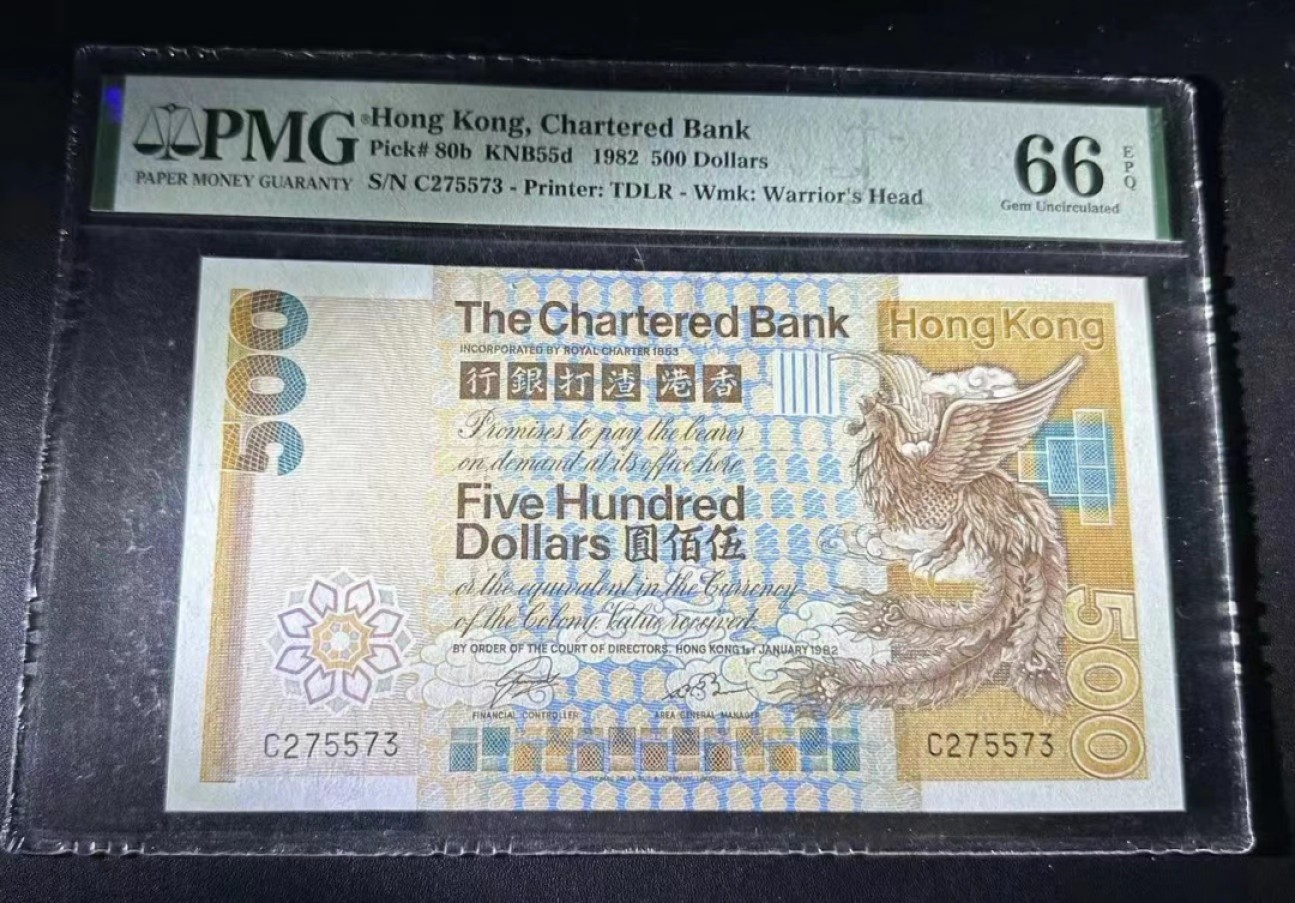 PMG
PAPER MONEY GUARANTY
Hong Kong, Chartered Bank
Pick# 80b KNB55d 1982 500 Dollars
S/N C275573 - Printer: TDLR - Wmk: Warrior's Head
66 EPQ
Gem Uncirculated
500
The Chartered Bank
Hong Kong
INCORPORATED BY ROYAL CHARTER 1853
行銀打渣港香
Promises to pay the bearer
on demand at its office here
Five Hundred
Dollars 圓佰伍
or the equivalent in the Currency
of the Colony. Value received
BY ORDER OF THE COURT OF DIRECTORS, HONG KONG 1ST JANUARY 1982
FINANCIAL CONTROLLER
AREA GENERAL MANAGER
C275573
C275573
500